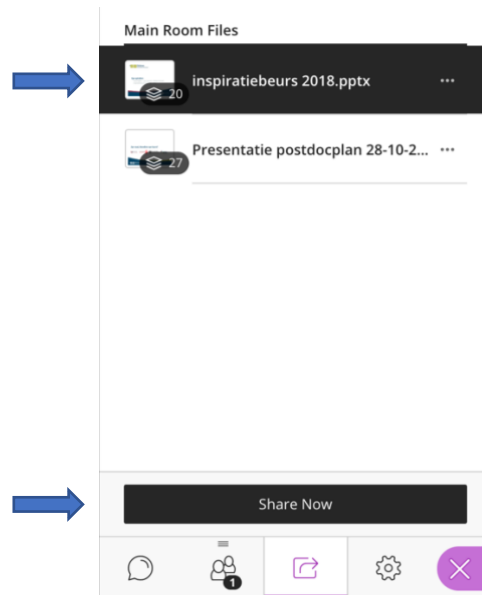 Main Room Files
20
inspiratiebeurs 2018.pptx
27
Presentatie postdocplan 28-10-2...
Share Now
1